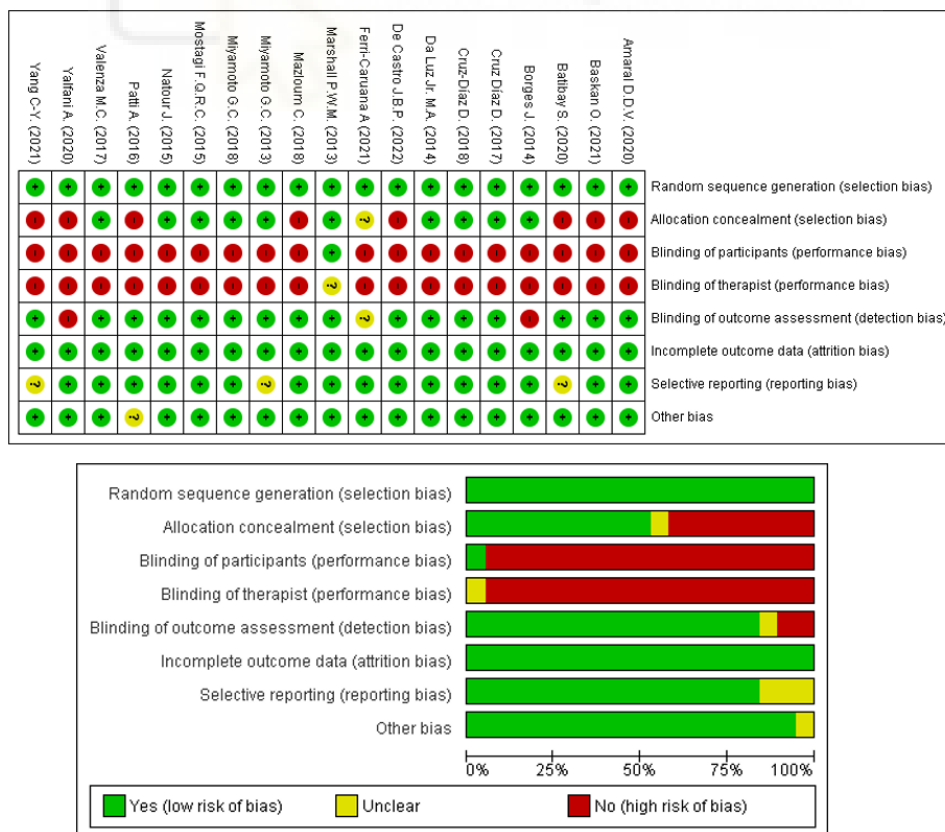 Yang C-Y. (2021)
Yalfani A. (2020)
Valenza M.C. (2017)
Patti A. (2016)
Natour J. (2015)
Mostagi F.Q.R.C. (2015)
Miyamoto G.C. (2018)
Miyamoto G.C. (2013)
Mazloum C. (2018)
Marshall P.W.M. (2013)
Ferri-Caruana A (2021)
De Castro J.B.P. (2022)
Da Luz Jr. M.A. (2014)
Cruz-Díaz D. (2018)
Cruz Díaz D. (2017)
Borges J. (2014)
Batibay S. (2020)
Baskan O. (2021)
Amaral D.D.V. (2020)
+ + + + + + + + + + + + + + + + + + + Random sequence generation (selection bias)
- - + - + + + + - + ? - + + + + - - - Allocation concealment (selection bias)
- - - - - - - - - + - - - - - - - - - Blinding of participants (performance bias)
- - - - - - - - - ? - - - - - - - - - Blinding of therapist (performance bias)
+ - + + + + + + + + ? + + + + - + + + Blinding of outcome assessment (detection bias)
+ + + + + + + + + + + + + + + + + + + Incomplete outcome data (attrition bias)
? + + + + + + ? + + + + + + + + ? + + Selective reporting (reporting bias)
+ + + ? + + + + + + + + + + + + + + + Other bias
Random sequence generation (selection bias)
Allocation concealment (selection bias)
Blinding of participants (performance bias)
Blinding of therapist (performance bias)
Blinding of outcome assessment (detection bias)
Incomplete outcome data (attrition bias)
Selective reporting (reporting bias)
Other bias
0% 25% 50% 75% 100%
Yes (low risk of bias) Unclear No (high risk of bias)